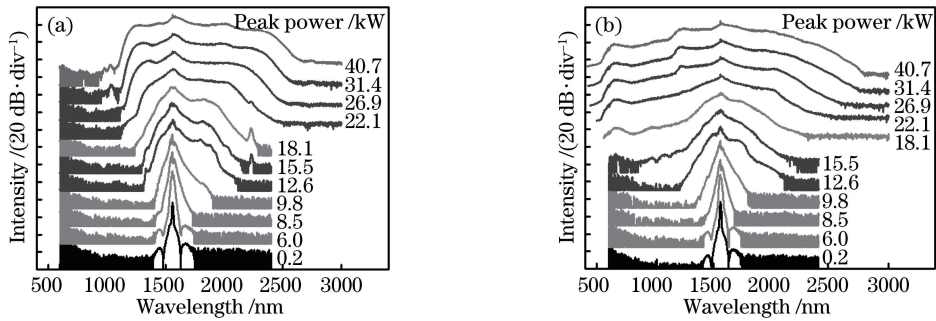 (a) Peak power /kW
40.7
31.4
26.9
22.1
18.1
15.5
12.6
9.8
8.5
6.0
0.2
Intensity /(20 dB·div⁻¹)
500 1000 1500 2000 2500 3000
Wavelength /nm
(b) Peak power /kW
40.7
31.4
26.9
22.1
18.1
15.5
12.6
9.8
8.5
6.0
0.2
Intensity /(20 dB·div⁻¹)
500 1000 1500 2000 2500 3000
Wavelength /nm